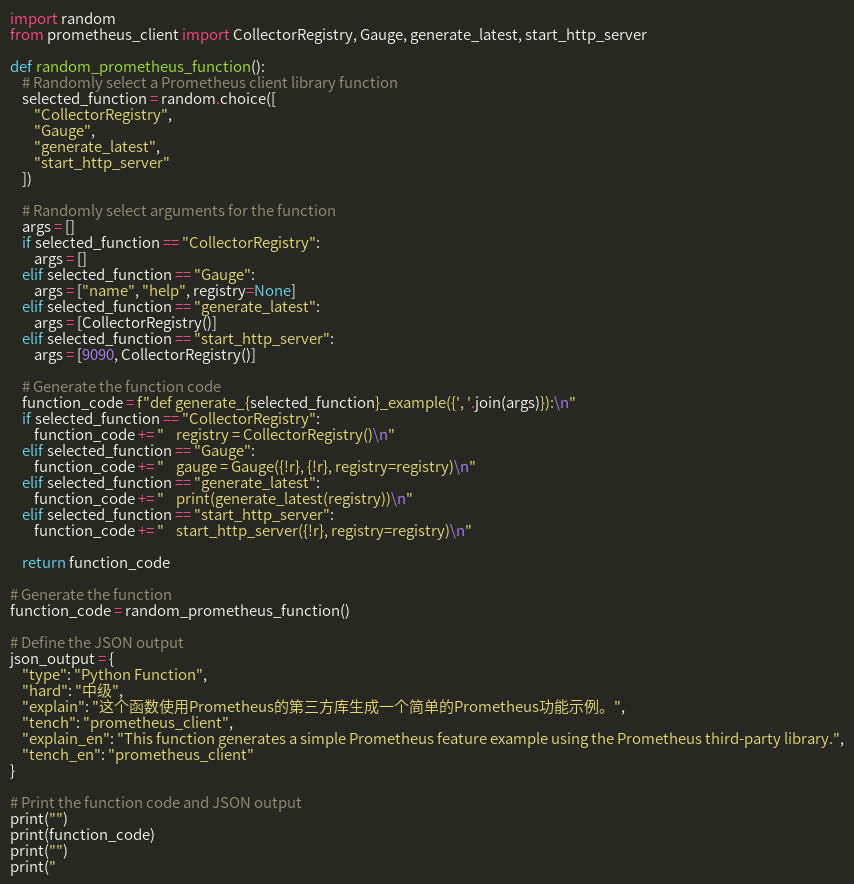 import random
from prometheus_client import CollectorRegistry, Gauge, generate_latest, start_http_server

def random_prometheus_function():
    # Randomly select a Prometheus client library function
    selected_function = random.choice([
        "CollectorRegistry",
        "Gauge",
        "generate_latest",
        "start_http_server"
    ])

    # Randomly select arguments for the function
    args = []
    if selected_function == "CollectorRegistry":
        args = []
    elif selected_function == "Gauge":
        args = ["name", "help", registry=None]
    elif selected_function == "generate_latest":
        args = [CollectorRegistry()]
    elif selected_function == "start_http_server":
        args = [9090, CollectorRegistry()]

    # Generate the function code
    function_code = f"def generate_{selected_function}_example({', '.join(args)}):\n"
    if selected_function == "CollectorRegistry":
        function_code += "    registry = CollectorRegistry()\n"
    elif selected_function == "Gauge":
        function_code += "    gauge = Gauge({!r}, {!r}, registry=registry)\n"
    elif selected_function == "generate_latest":
        function_code += "    print(generate_latest(registry))\n"
    elif selected_function == "start_http_server":
        function_code += "    start_http_server({!r}, registry=registry)\n"

    return function_code

# Generate the function
function_code = random_prometheus_function()

# Define the JSON output
json_output = {
    "type": "Python Function",
    "hard": "中级",
    "explain": "这个函数使用Prometheus的第三方库生成一个简单的Prometheus功能示例。",
    "tench": "prometheus_client",
    "explain_en": "This function generates a simple Prometheus feature example using the Prometheus third-party library.",
    "tench_en": "prometheus_client"
}

# Print the function code and JSON output
print("")
print(function_code)
print("")
print("